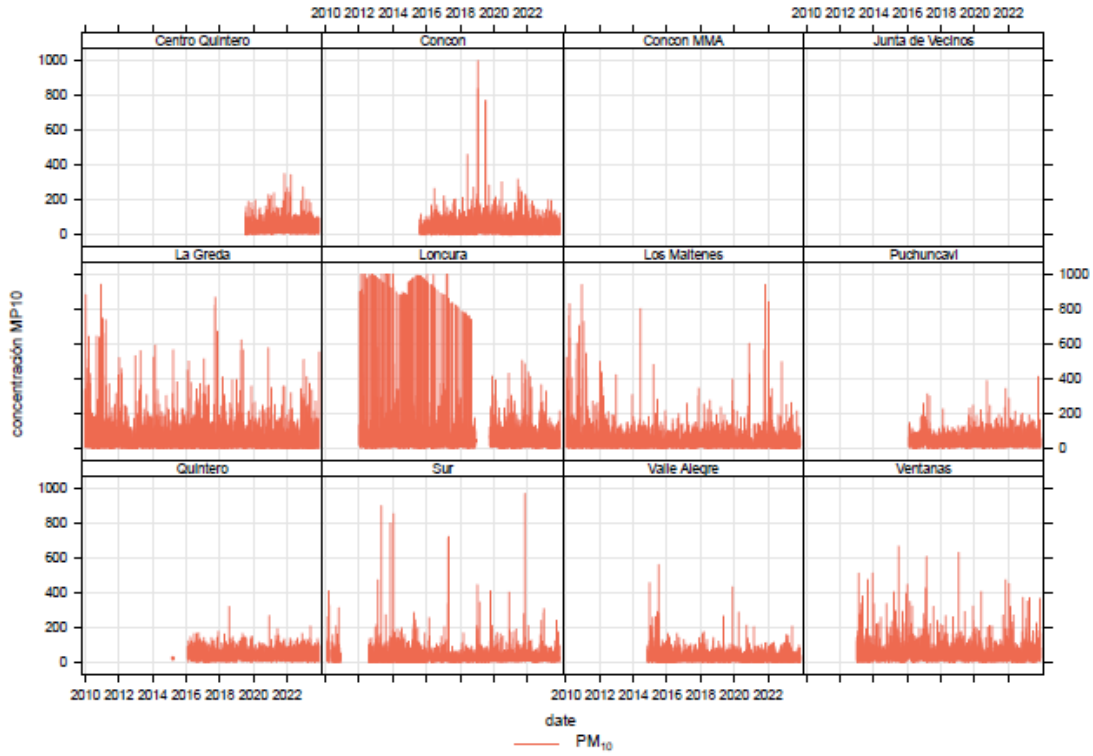 2010 2012 2014 2016 2018 2020 2022 2010 2012 2014 2016 2018 2020 2022
Centro Quintero Concon Concon MMA Junta de Vecinos
1000
800
600
400
200
0
La Greda Loncura Los Maitenes Puchuncavi
1000
800
600
400
200
0
concentración MP10
Quintero Sur Valle Alegre Ventanas
1000
800
600
400
200
0
2010 2012 2014 2016 2018 2020 2022 2010 2012 2014 2016 2018 2020 2022
date
PM10